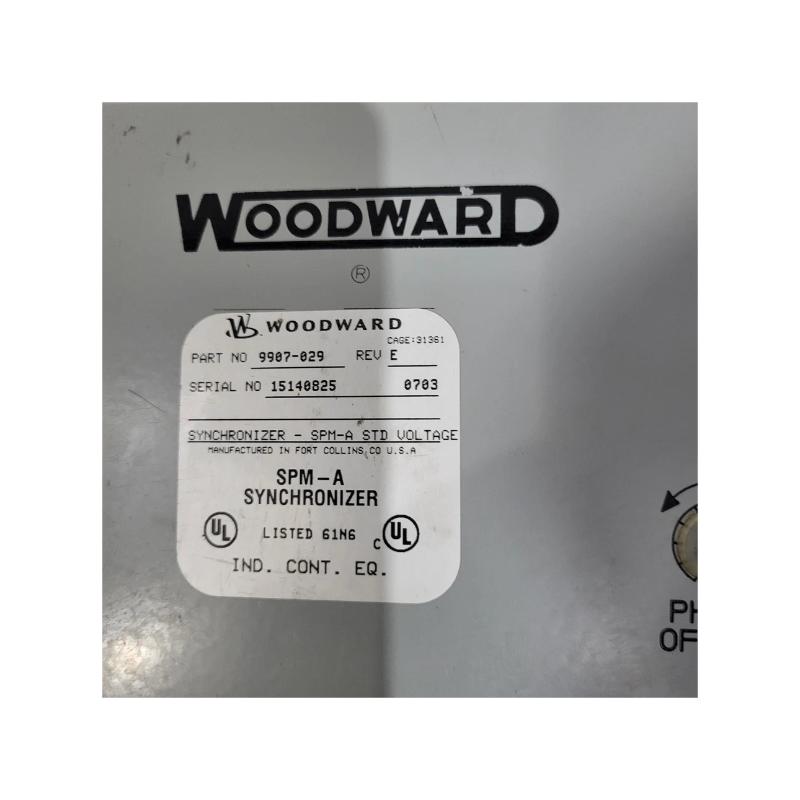 WOODWARD
®
W WOODWARD
CAGE:31361
PART NO 9907-029 REV E
SERIAL NO 15140825 0703
SYNCHRONIZER - SPM-A STD VOLTAGE
MANUFACTURED IN FORT COLLINS,CO U.S.A
SPM-A
SYNCHRONIZER
UL LISTED 61N6 C UL
IND. CONT. EQ.
PH
OF